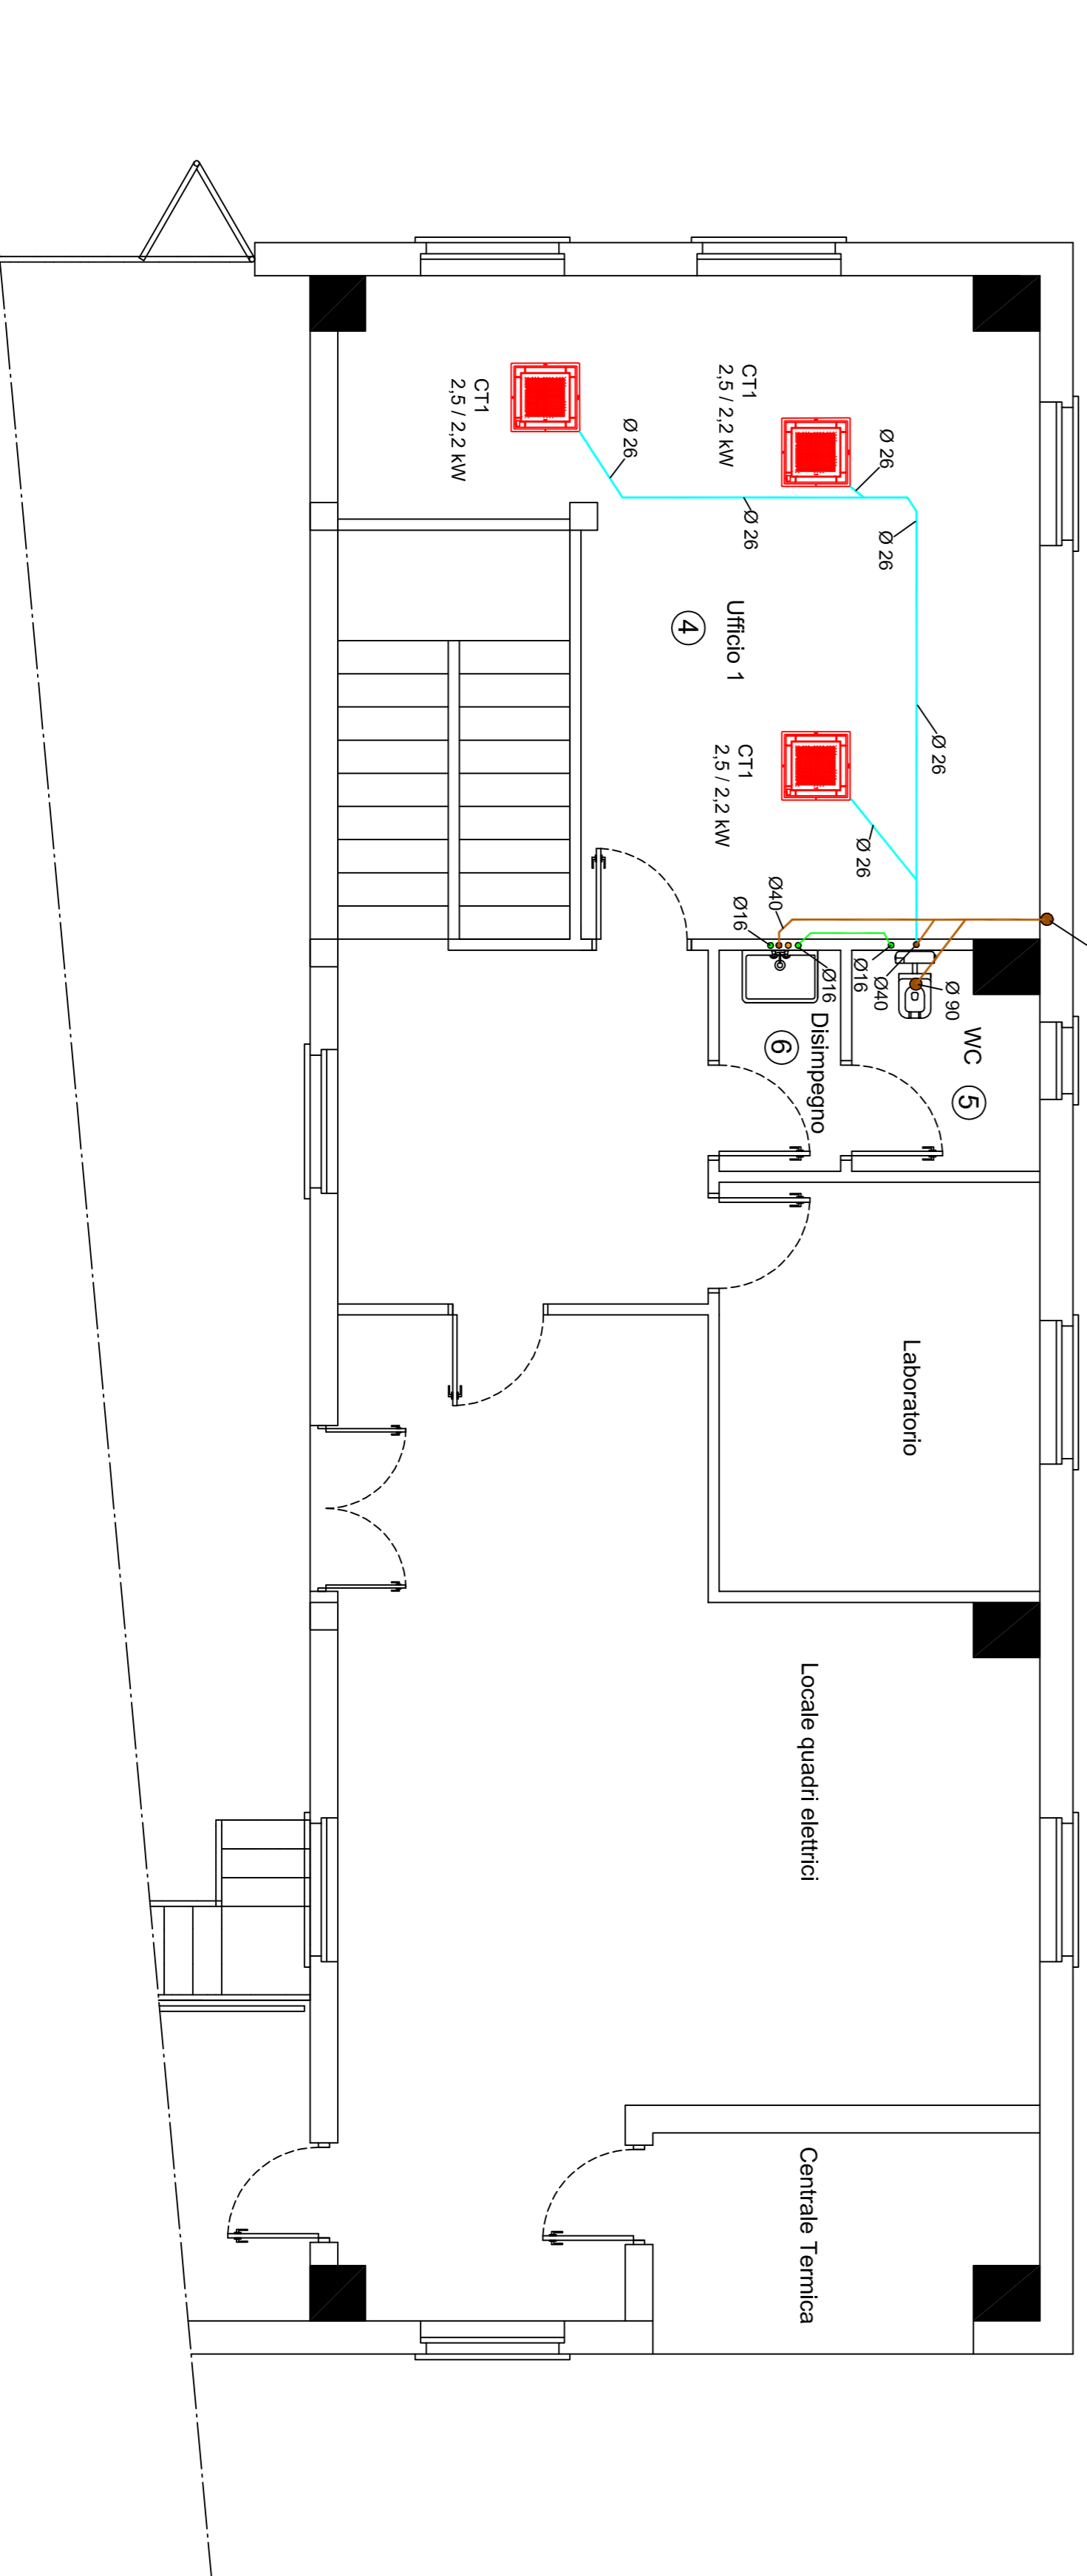 CT1
2,5 / 2,2 kW
CT1
2,5 / 2,2 kW
Ø 26
Ø 26
Ø 26
Ø 26
Ufficio 1
4
Ø 26
CT1
2,5 / 2,2 kW
Ø 26
Ø40
Ø16
Ø16
Ø16
Ø40
Ø 90
WC
5
Disimpegno
6
Laboratorio
Locale quadri elettrici
Centrale Termica